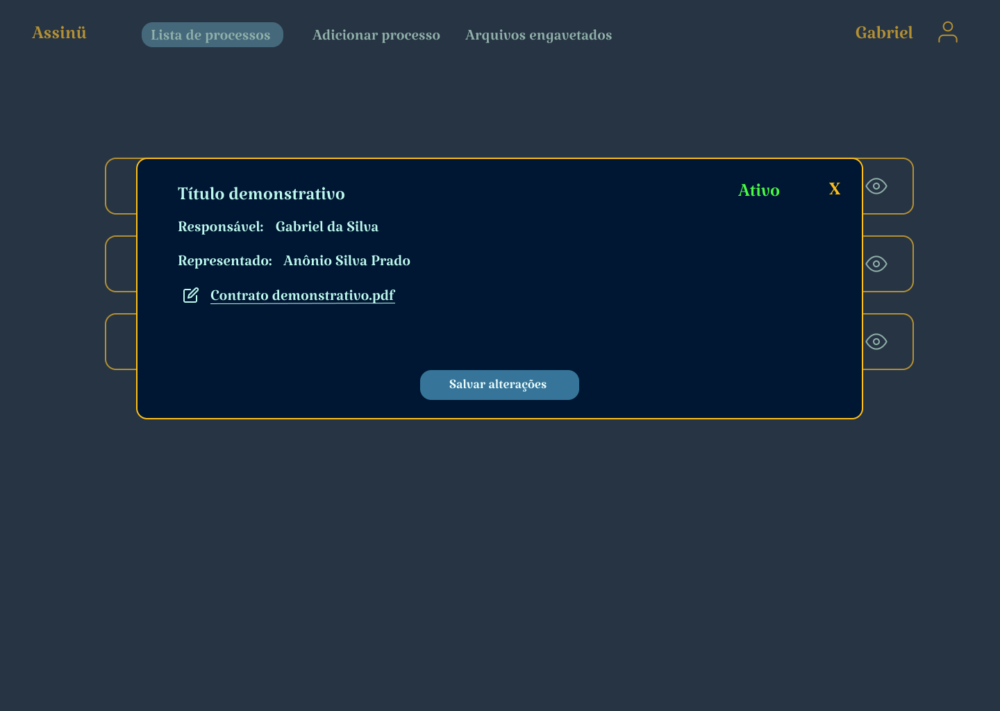 Assinü
Lista de processos
Adicionar processo
Arquivos engavetados
Gabriel
Título demonstrativo
Ativo
X
Responsável: Gabriel da Silva
Representado: Anônio Silva Prado
Contrato demonstrativo.pdf
Salvar alterações